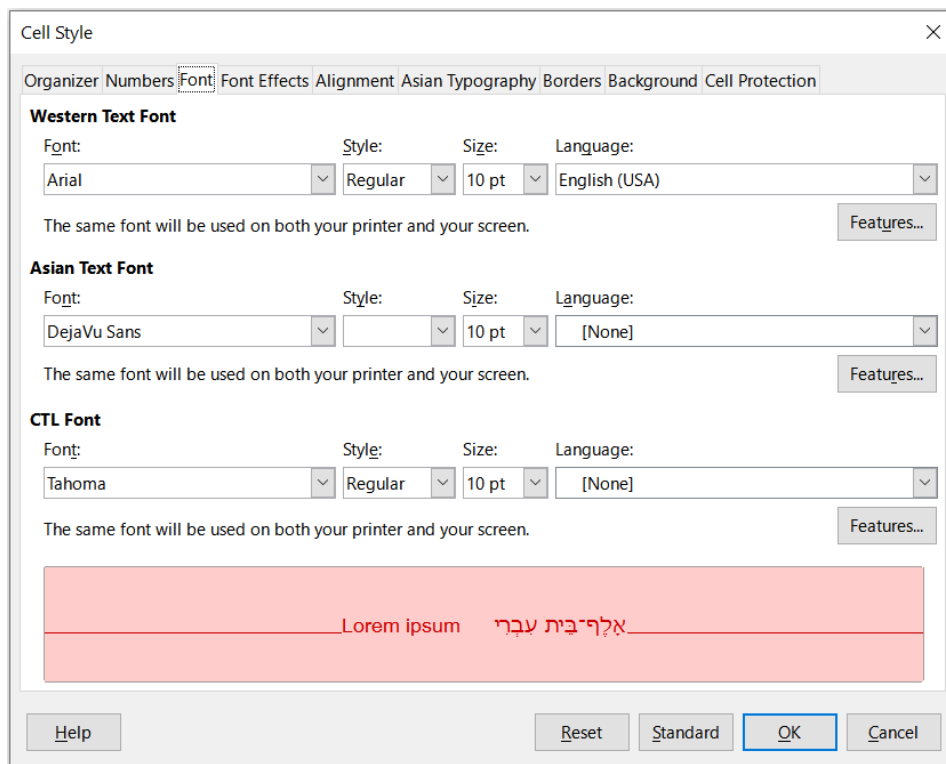 Cell Style
Organizer Numbers Font Font Effects Alignment Asian Typography Borders Background Cell Protection
Western Text Font
Font: Style: Size: Language:
Arial Regular 10 pt English (USA)
The same font will be used on both your printer and your screen. Features...
Asian Text Font
Font: Style: Size: Language:
DejaVu Sans 10 pt [None]
The same font will be used on both your printer and your screen. Features...
CTL Font
Font: Style: Size: Language:
Tahoma Regular 10 pt [None]
The same font will be used on both your printer and your screen. Features...
Lorem ipsum אָלֶף־בֵּית עִבְרִי
Help Reset Standard OK Cancel